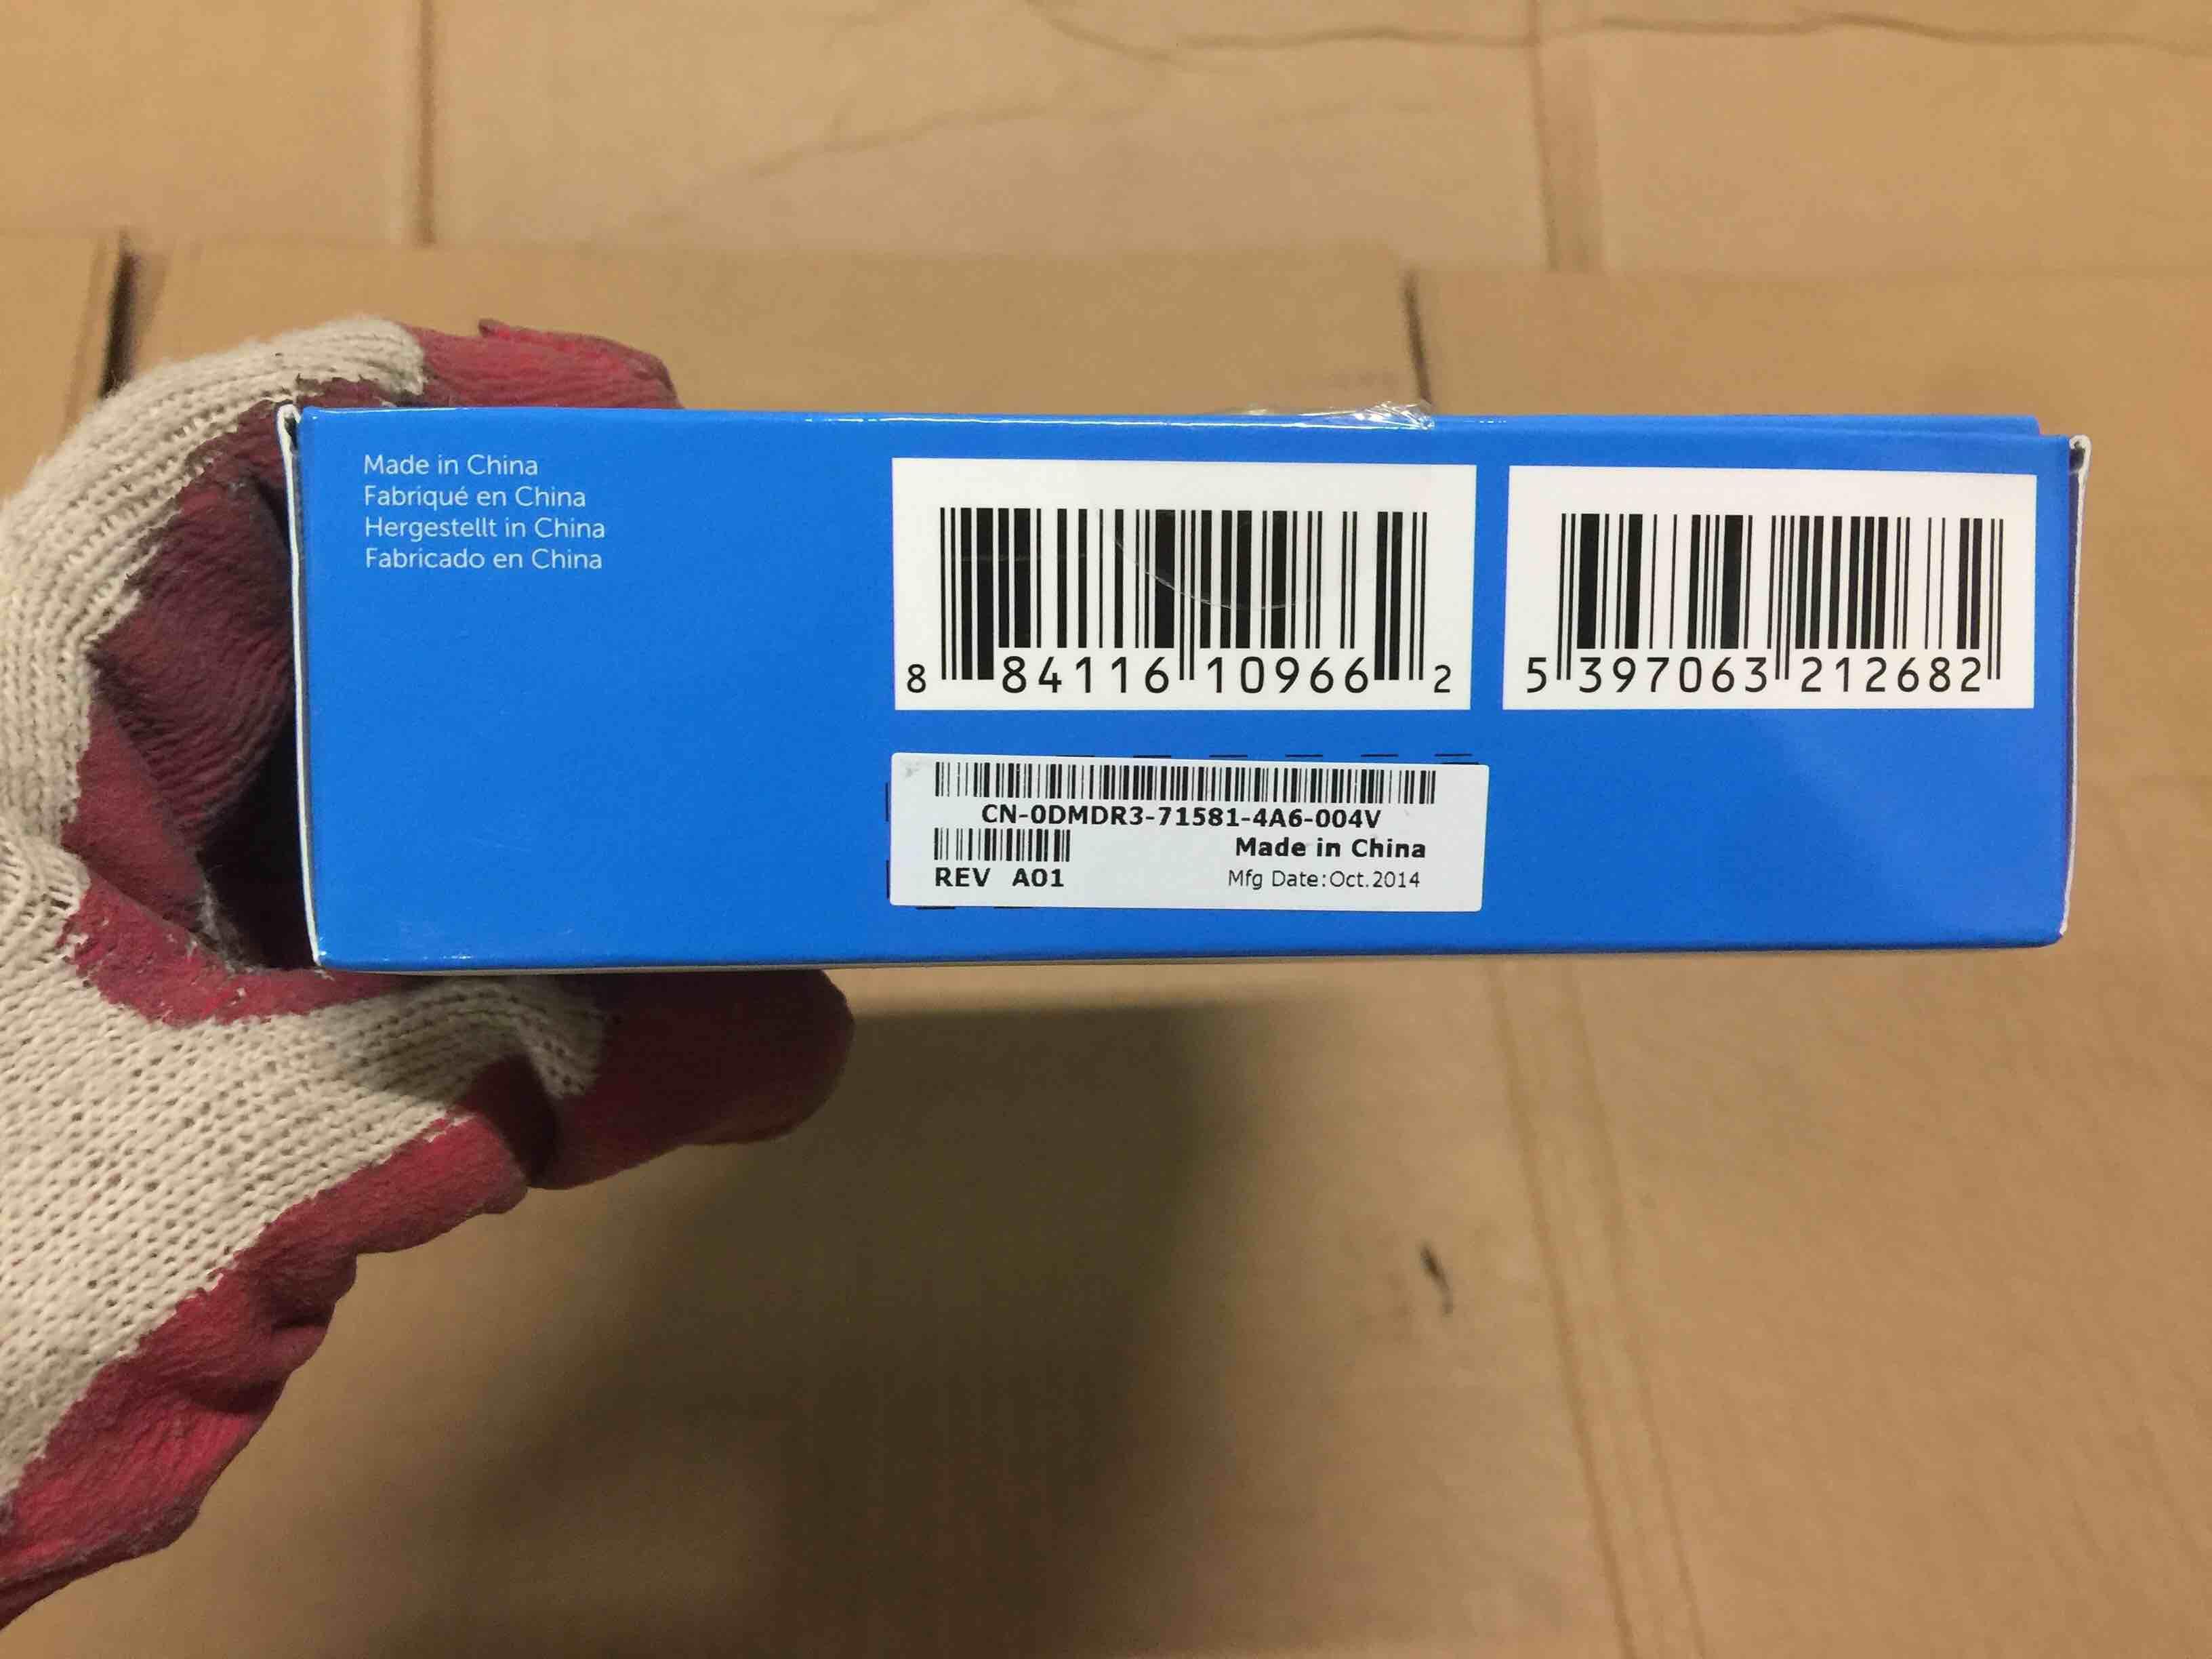 Made in China
Fabriqué en China
Hergestellt in China
Fabricado en China
8 84116 10966 2
5 397063 212682
CN-0DMDR3-71581-4A6-004V
Made in China
REV A01
Mfg Date:Oct.2014